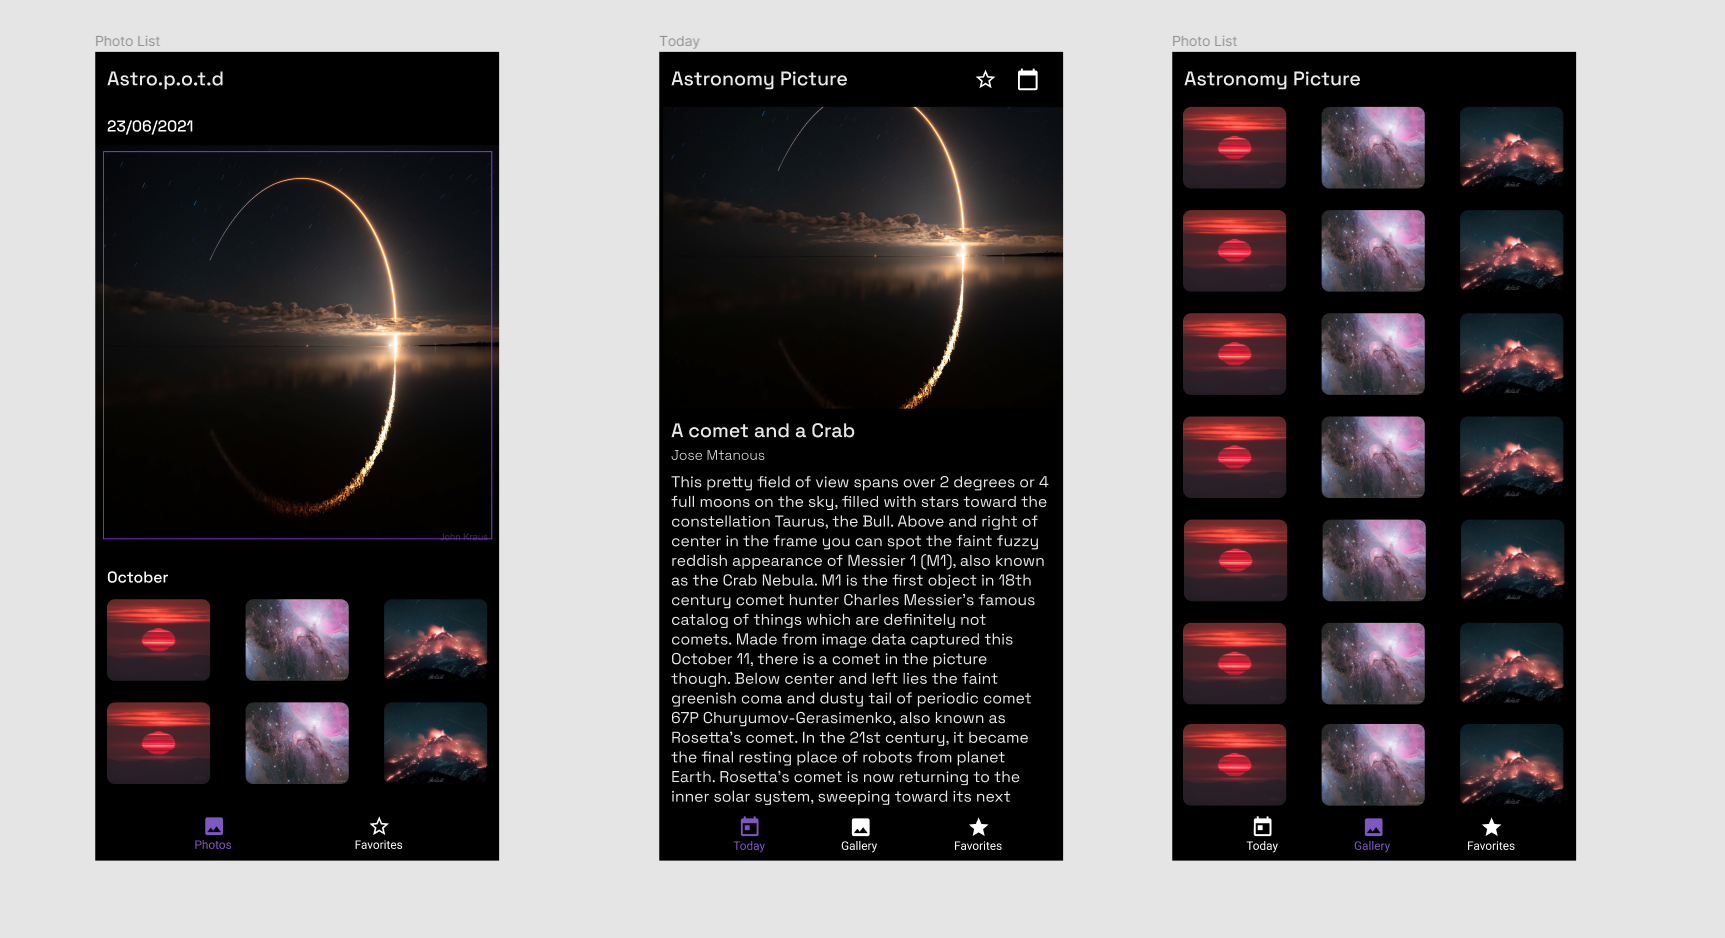 Photo List
Astro.p.o.t.d
23/06/2021
John Kraus
October
Photos
Favorites
Today
Astronomy Picture
A comet and a Crab
Jose Mtanous
This pretty field of view spans over 2 degrees or 4
full moons on the sky, filled with stars toward the
constellation Taurus, the Bull. Above and right of
center in the frame you can spot the faint fuzzy
reddish appearance of Messier 1 (M1), also known
as the Crab Nebula. M1 is the first object in 18th
century comet hunter Charles Messier's famous
catalog of things which are definitely not
comets. Made from image data captured this
October 11, there is a comet in the picture
though. Below center and left lies the faint
greenish coma and dusty tail of periodic comet
67P Churyumov-Gerasimenko, also known as
Rosetta's comet. In the 21st century, it became
the final resting place of robots from planet
Earth. Rosetta's comet is now returning to the
inner solar system, sweeping toward its next
Today
Gallery
Favorites
Photo List
Astronomy Picture
Today
Gallery
Favorites